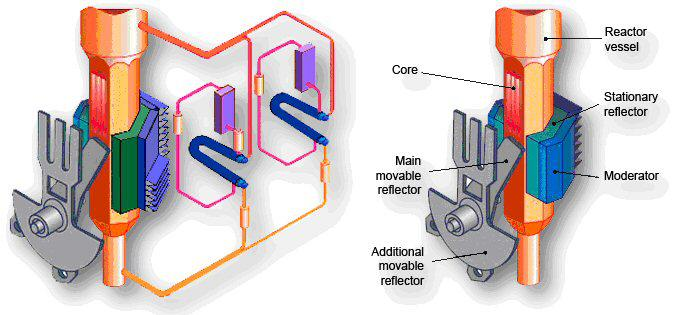 Reactor
vessel
Core
Stationary
reflector
Main
movable
reflector
Moderator
Additional
movable
reflector